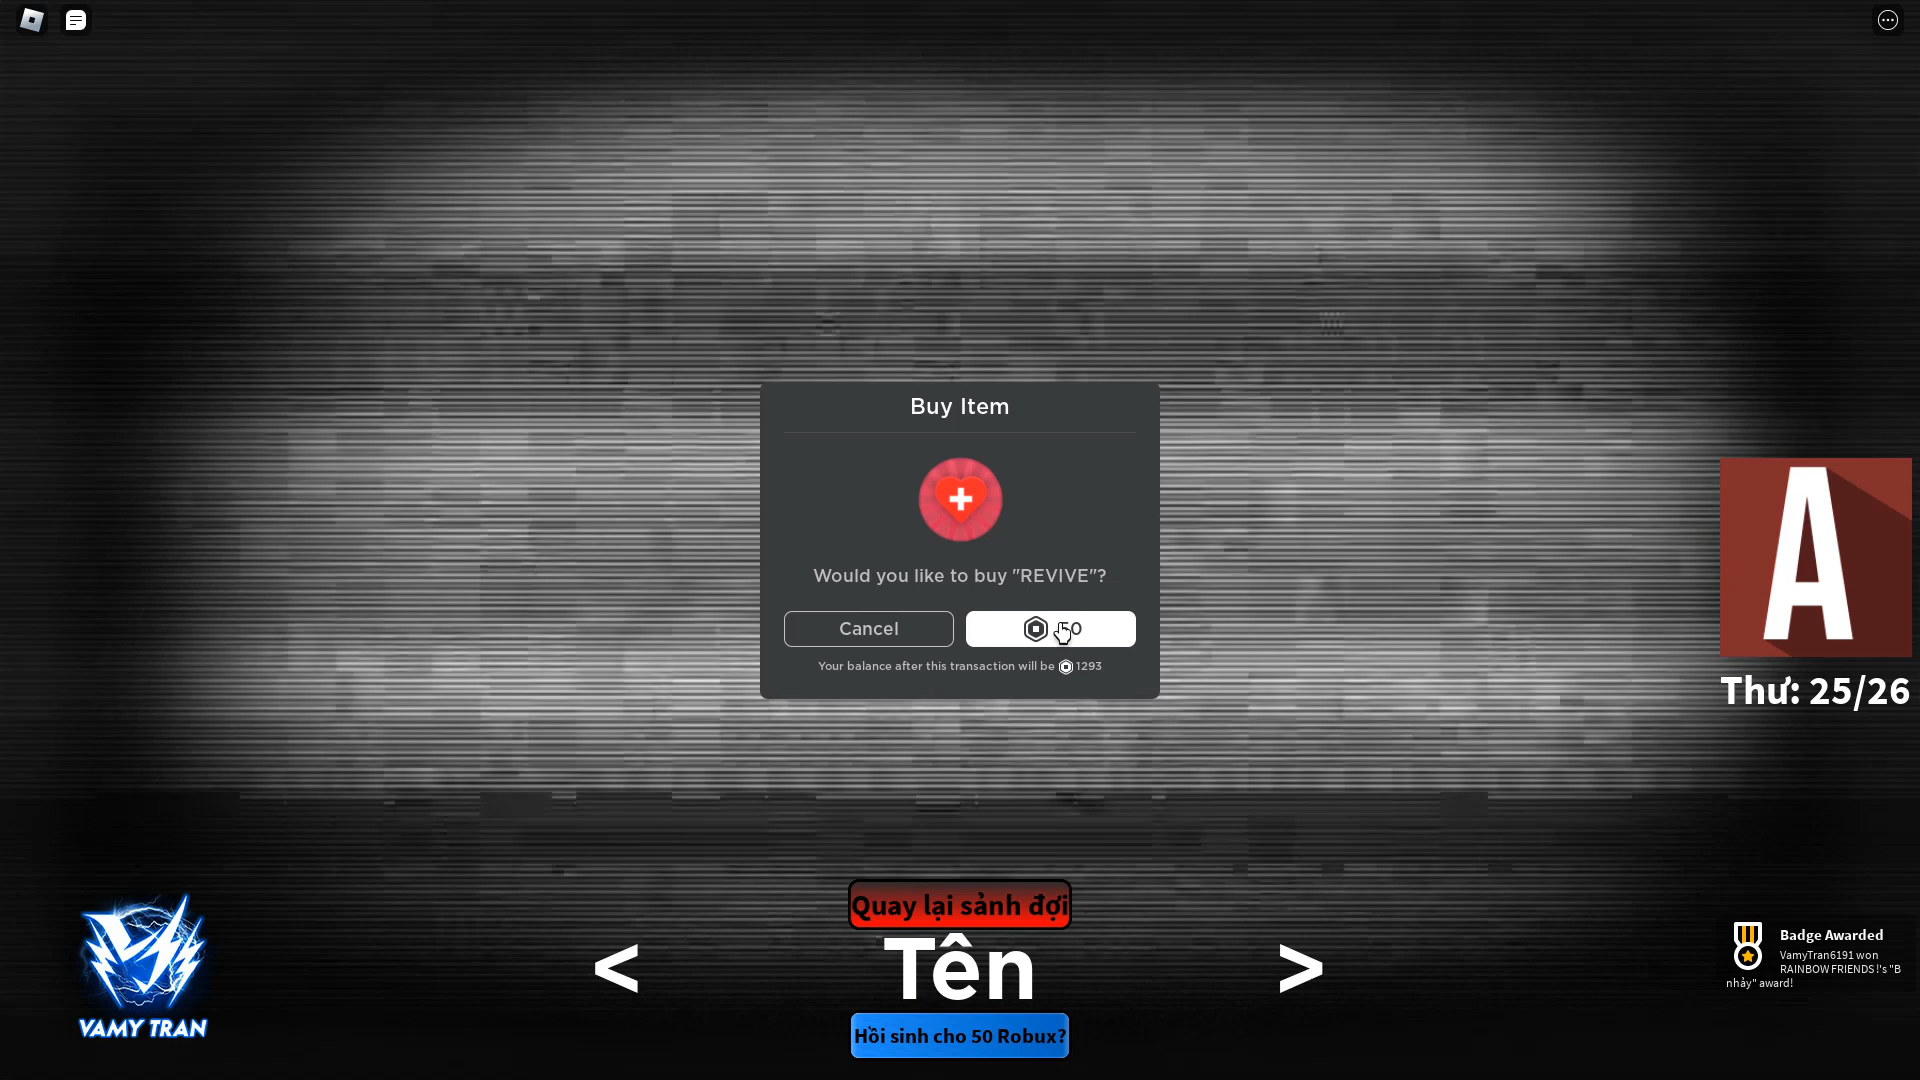 Buy Item
Would you like to buy "REVIVE"?
Cancel
50
Your balance after this transaction will be 1293
A
Thư: 25/26
Quay lại sảnh đợi
< Tên >
Hồi sinh cho 50 Robux?
VAMY TRAN
Badge Awarded
VamyTran6191 won
RAINBOW FRIENDS !'s "B
nhảy" award!